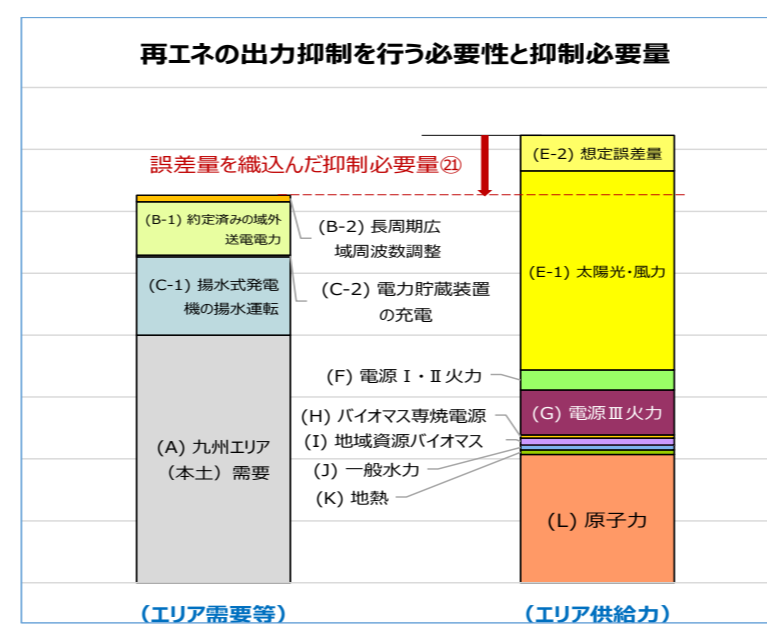 再エネの出力抑制を行う必要性と抑制必要量
誤差量を織込んだ抑制必要量㉑
(B-1) 約定済みの域外
送電電力
(B-2) 長周期広
域周波数調整
(C-1) 揚水式発電
機の揚水運転
(C-2) 電力貯蔵装置
の充電
(A) 九州エリア
（本土）需要
(E-2) 想定誤差量
(E-1) 太陽光・風力
(F) 電源Ⅰ・Ⅱ火力
(G) 電源Ⅲ火力
(H) バイオマス専焼電源
(I) 地域資源バイオマス
(J) 一般水力
(K) 地熱
(L) 原子力
（エリア需要等）
（エリア供給力）